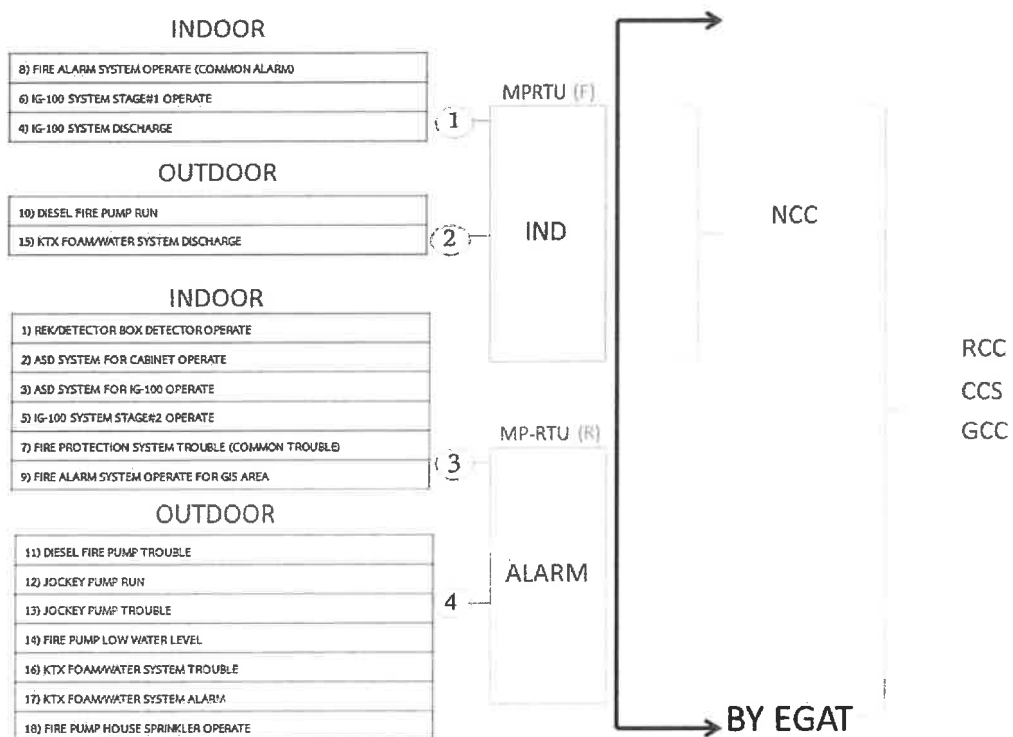 INDOOR
8) FIRE ALARM SYSTEM OPERATE (COMMON ALARM)
6) IG-100 SYSTEM STAGE#1 OPERATE
4) IG-100 SYSTEM DISCHARGE
1
MPRTU (F)
OUTDOOR
10) DIESEL FIRE PUMP RUN
15) KTX FOAM/WATER SYSTEM DISCHARGE
2
IND
NCC
INDOOR
1) REK/DETECTOR BOX DETECTOR OPERATE
2) ASD SYSTEM FOR CABINET OPERATE
3) ASD SYSTEM FOR IG-100 OPERATE
5) IG-100 SYSTEM STAGE#2 OPERATE
7) FIRE PROTECTION SYSTEM TROUBLE (COMMON TROUBLE)
9) FIRE ALARM SYSTEM OPERATE FOR GIS AREA
3
MP-RTU (R)
RCC
CCS
GCC
OUTDOOR
11) DIESEL FIRE PUMP TROUBLE
12) JOCKEY PUMP RUN
13) JOCKEY PUMP TROUBLE
14) FIRE PUMP LOW WATER LEVEL
16) KTX FOAM/WATER SYSTEM TROUBLE
17) KTX FOAM/WATER SYSTEM ALARM
18) FIRE PUMP HOUSE SPRINKLER OPERATE
4
ALARM
BY EGAT